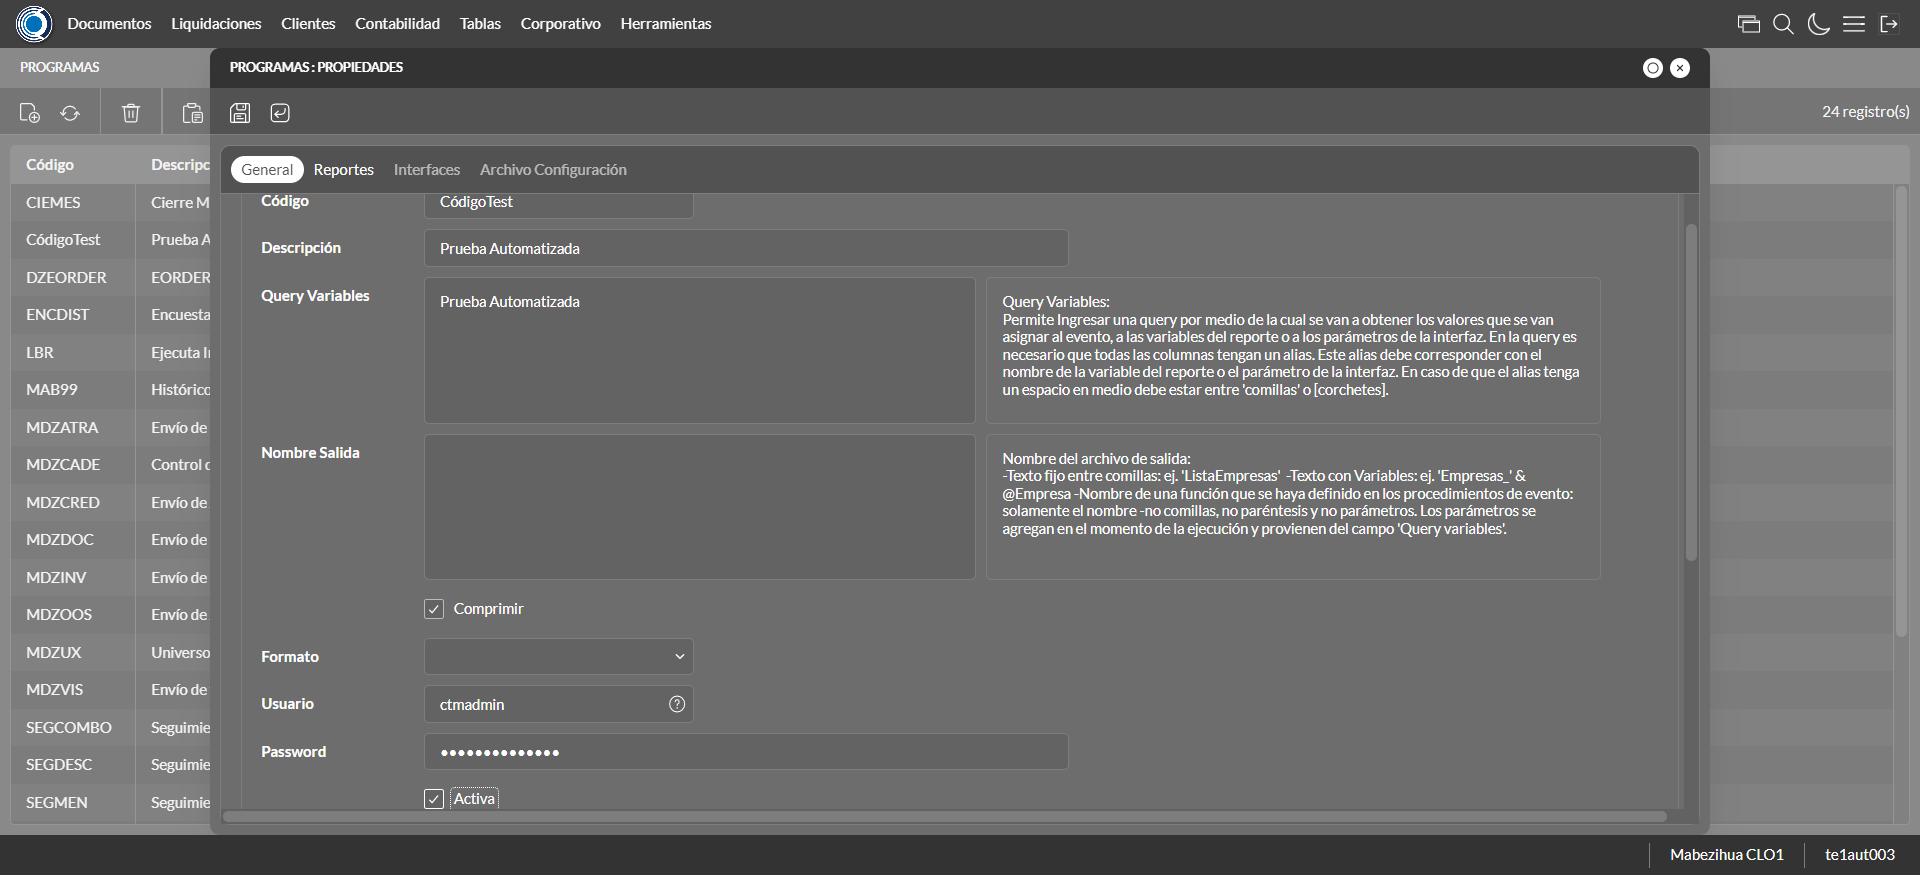 Documentos Liquidaciones Clientes Contabilidad Tablas Corporativo Herramientas
PROGRAMAS
PROGRAMAS : PROPIEDADES
24 registro(s)
General Reportes Interfaces Archivo Configuración
Código Descripc
CIEMES Cierre M
CódigoTest Prueba A
DZEORDER EORDER
ENCDIST Encuesta
LBR Ejecuta I
MAB99 Histórico
MDZATRA Envío de
MDZCADE Control
MDZCRED Envío de
MDZDOC Envío de
MDZINV Envío de
MDZOOS Envío de
MDZUX Universo
MDZVIS Envío de
SEGCOMBO Seguimie
SEGDESC Seguimie
SEGMEN Seguimie
Código CódigoTest
Descripción Prueba Automatizada
Query Variables Prueba Automatizada
Query Variables:
Permite Ingresar una query por medio de la cual se van a obtener los valores que se van
asignar al evento, a las variables del reporte o a los parámetros de la interfaz. En la query es
necesario que todas las columnas tengan un alias. Este alias debe corresponder con el
nombre de la variable del reporte o el parámetro de la interfaz. En caso de que el alias tenga
un espacio en medio debe estar entre 'comillas' o [corchetes].
Nombre Salida
Nombre del archivo de salida:
-Texto fijo entre comillas: ej. 'ListaEmpresas' -Texto con Variables: ej. 'Empresas_' &
@Empresa -Nombre de una función que se haya definido en los procedimientos de evento:
solamente el nombre -no comillas, no paréntesis y no parámetros. Los parámetros se
agregan en el momento de la ejecución y provienen del campo 'Query variables'.
Comprimir
Formato
Usuario ctmadmin
Password ••••••••••••••
Activa
Mabezihua CLO1 te1aut003